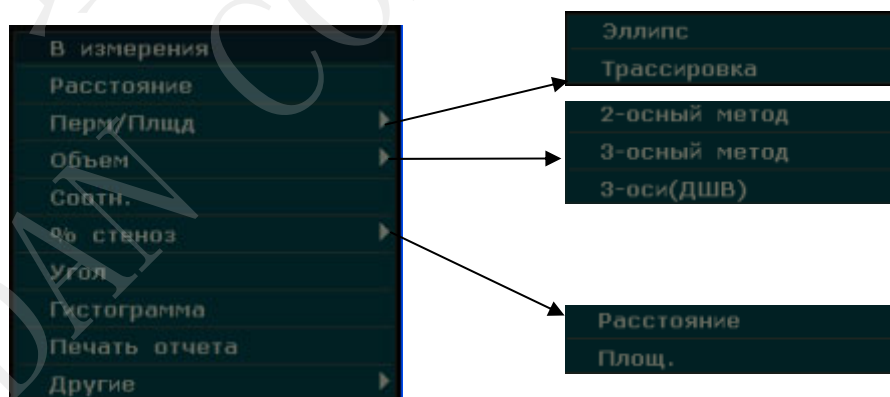 В измерения
Расстояние
Перм/Плщд
Объем
Соотн.
% стеноз
Угол
Гистограмма
Печать отчета
Другие
Эллипс
Трассировка
2-осный метод
3-осный метод
3-оси(ДШВ)
Расстояние
Площ.